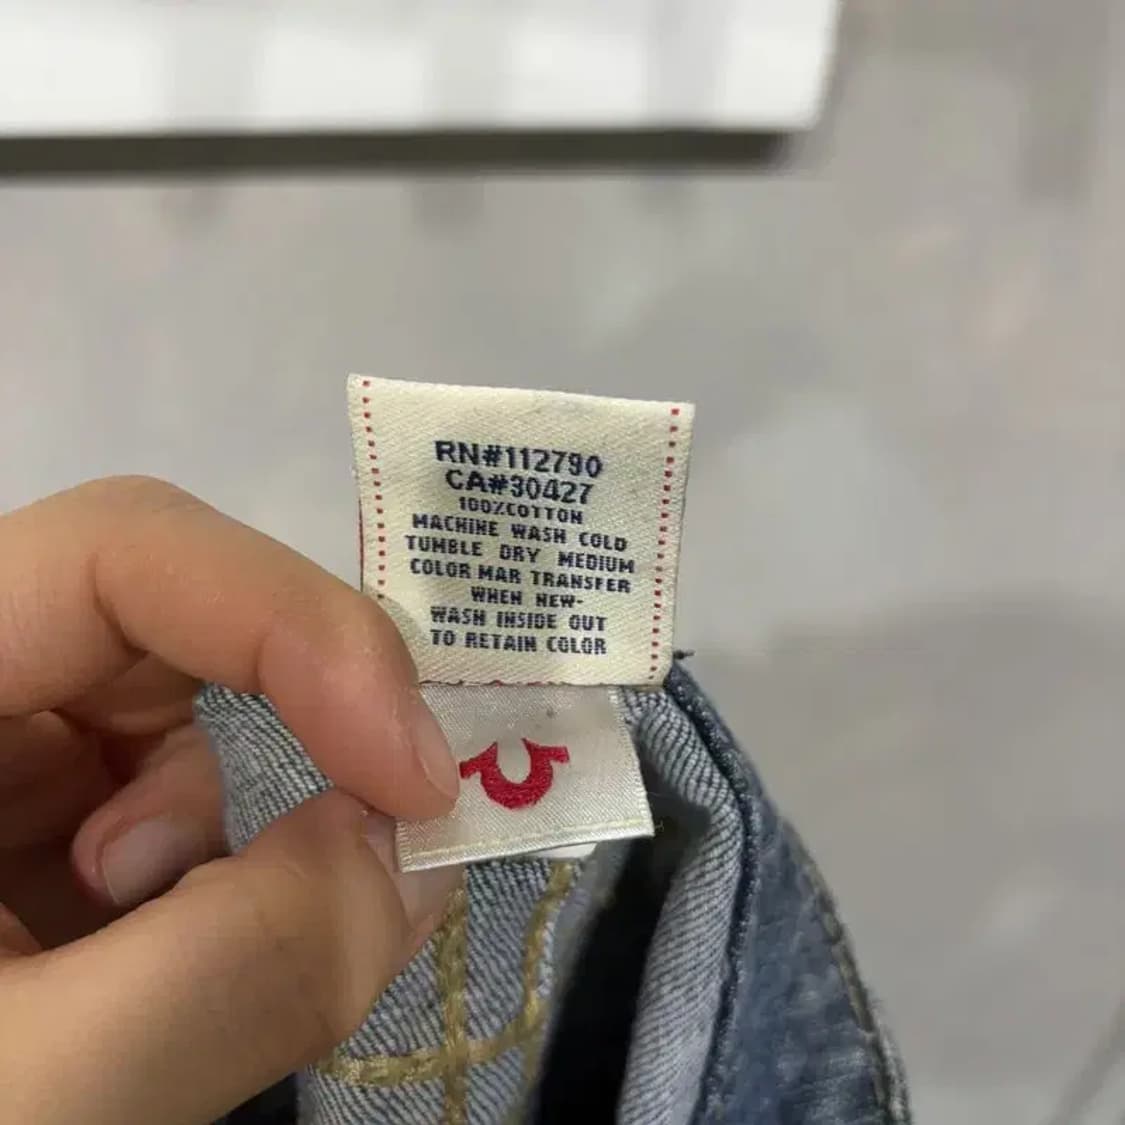 RN#112790
CA#30427
100%COTTON
MACHINE WASH COLD
TUMBLE DRY MEDIUM
COLOR MAR TRANSFER
WHEN NEW-
WASH INSIDE OUT
TO RETAIN COLOR